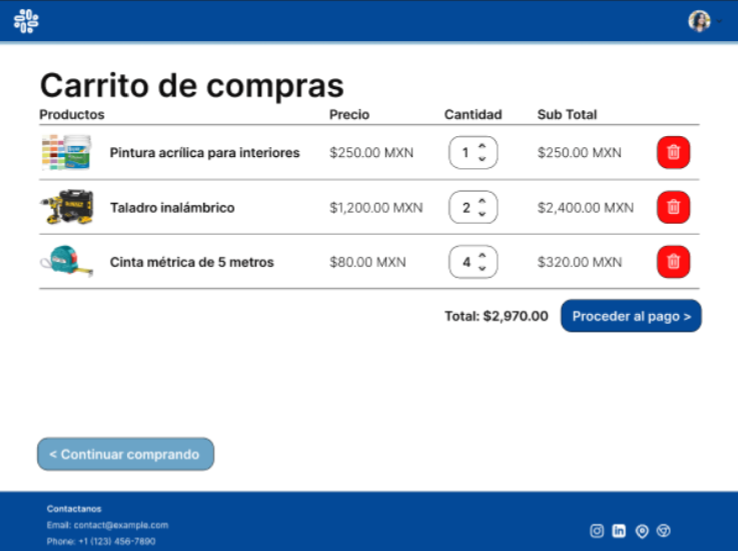 Carrito de compras
Productos Precio Cantidad Sub Total
Pintura acrílica para interiores $250.00 MXN 1 $250.00 MXN
Taladro inalámbrico $1,200.00 MXN 2 $2,400.00 MXN
Cinta métrica de 5 metros $80.00 MXN 4 $320.00 MXN
Total: $2,970.00 Proceder al pago >
< Continuar comprando
Contactanos
Email: contact@example.com
Phone: +1 (123) 456-7890